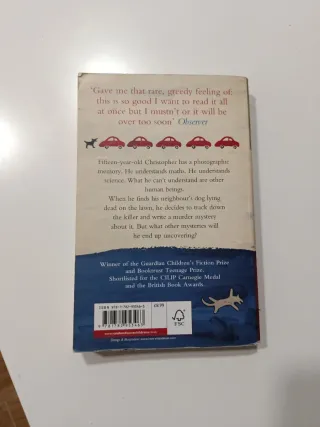 'Gave me that rare, greedy feeling of:
this is so good I want to read it all
at once but I mustn't or it will be
over too soon' Observer
Fifteen-year-old Christopher has a photographic
memory. He understands maths. He understands
science. What he can't understand are other
human beings.
When he finds his neighbour's dog lying
dead on the lawn, he decides to track down
the killer and write a murder mystery
about it. But what other mysteries will
he end up uncovering?
Winner of the Guardian Children's Fiction Prize
and Booktrust Teenage Prize.
Shortlisted for the CILIP Carnegie Medal
and the British Book Awards.
FSC